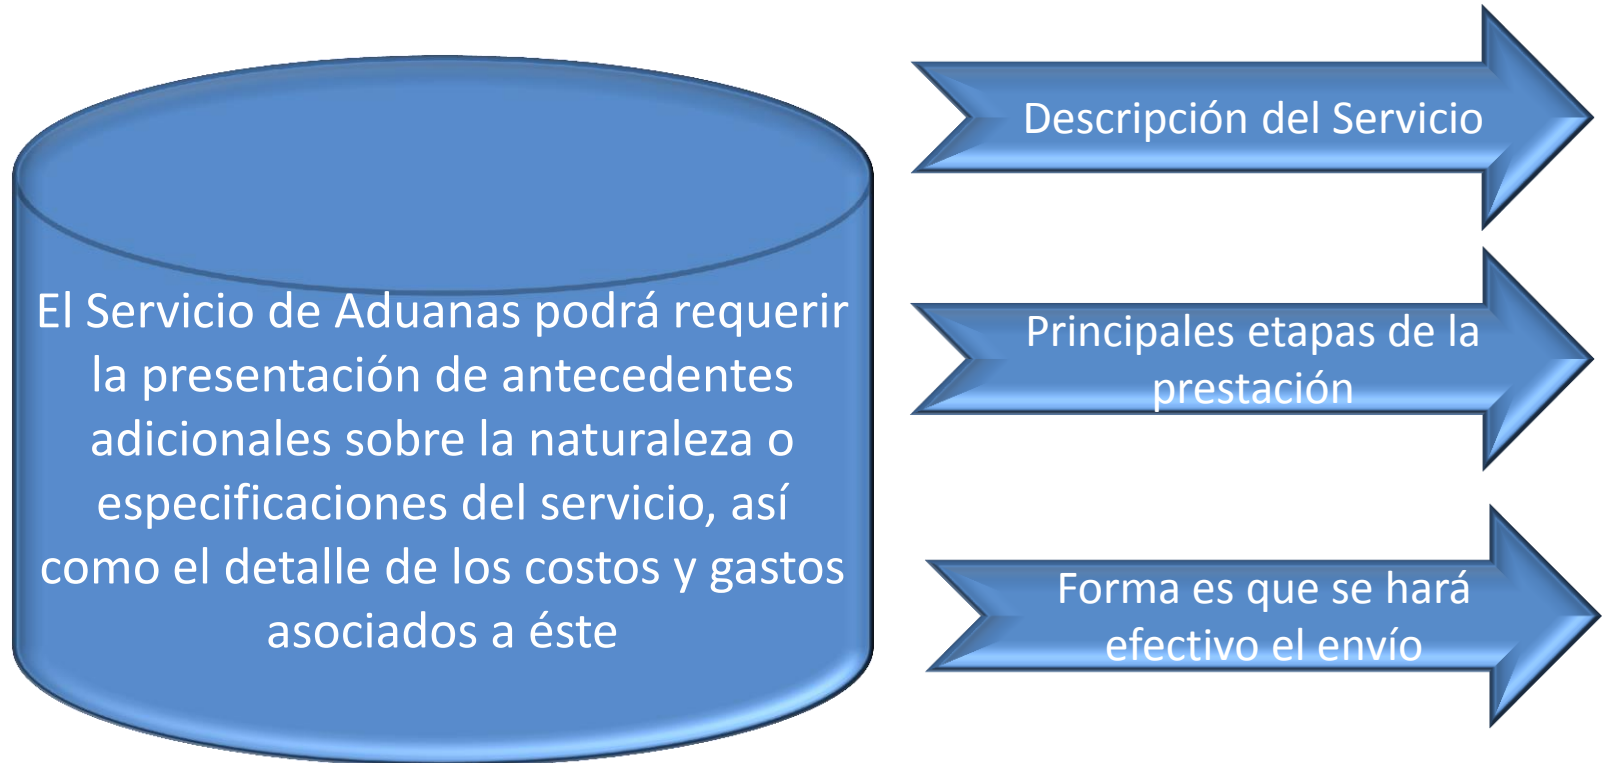 El Servicio de Aduanas podrá requerir
la presentación de antecedentes
adicionales sobre la naturaleza o
especificaciones del servicio, así
como el detalle de los costos y gastos
asociados a éste
Descripción del Servicio
Principales etapas de la
prestación
Forma es que se hará
efectivo el envío